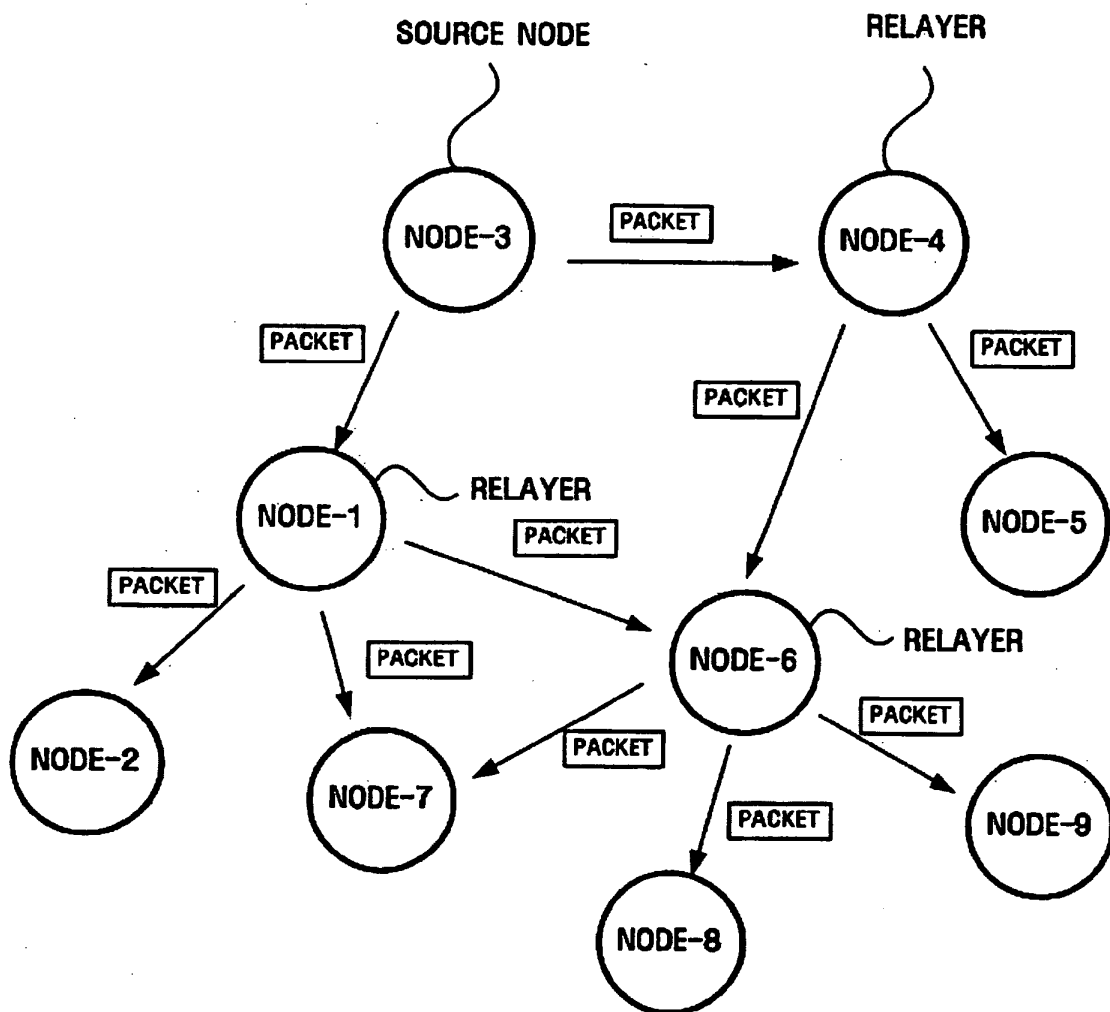 SOURCE NODE
RELAYER
NODE-3
PACKET
NODE-4
PACKET
PACKET
PACKET
NODE-1
RELAYER
PACKET
NODE-5
PACKET
PACKET
NODE-6
RELAYER
NODE-2
NODE-7
PACKET
PACKET
PACKET
NODE-9
NODE-8